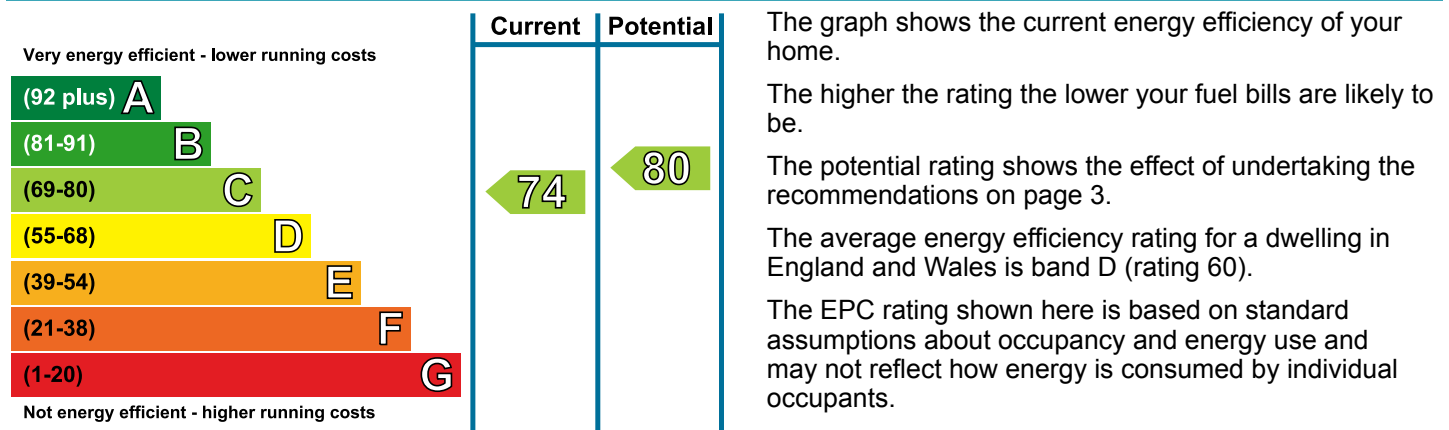 Current Potential
Very energy efficient - lower running costs
(92 plus) A
(81-91) B
(69-80) C
(55-68) D
(39-54) E
(21-38) F
(1-20) G
Not energy efficient - higher running costs
74
80
The graph shows the current energy efficiency of your
home.
The higher the rating the lower your fuel bills are likely to
be.
The potential rating shows the effect of undertaking the
recommendations on page 3.
The average energy efficiency rating for a dwelling in
England and Wales is band D (rating 60).
The EPC rating shown here is based on standard
assumptions about occupancy and energy use and
may not reflect how energy is consumed by individual
occupants.